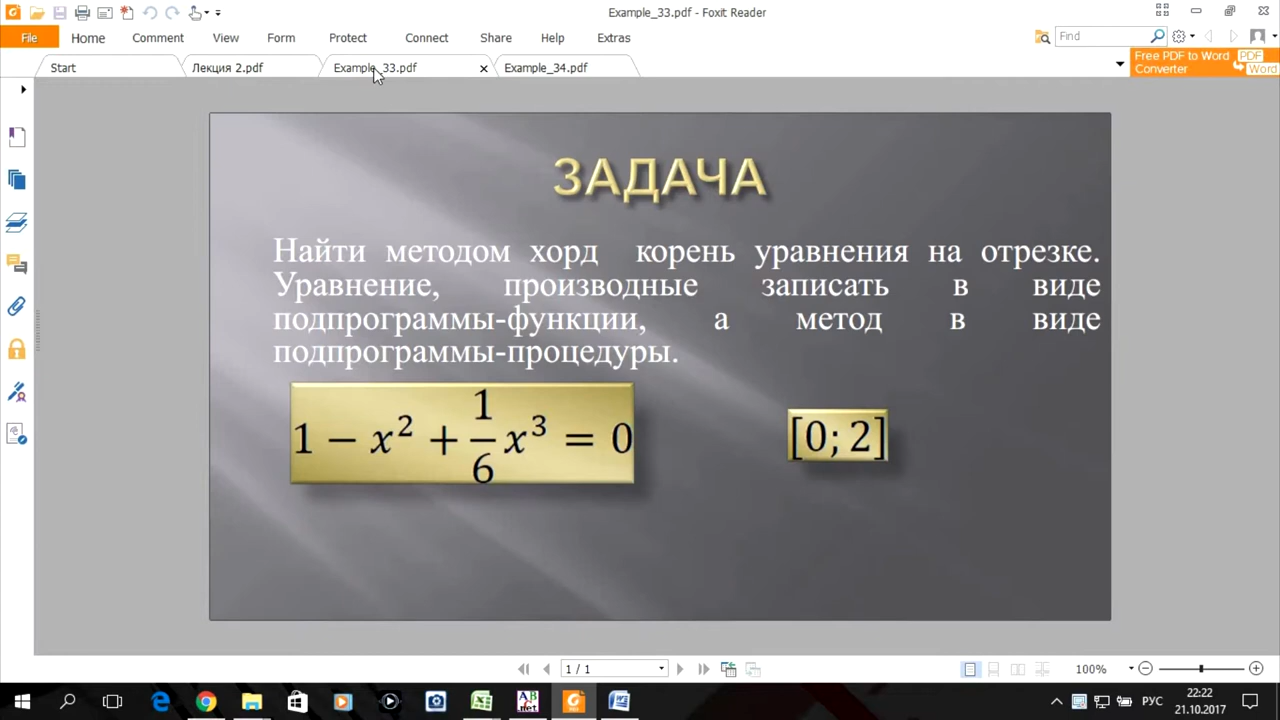 Example_33.pdf - Foxit Reader
File Home Comment View Form Protect Connect Share Help Extras Find
Start Лекция 2.pdf Example_33.pdf Example_34.pdf
Free PDF to Word Converter PDF Word
ЗАДАЧА
Найти методом хорд корень уравнения на отрезке.
Уравнение, производные записать в виде
подпрограммы-функции, а метод в виде
подпрограммы-процедуры.
1 − x² + 1/6 x³ = 0 [0; 2]
1 / 1 100%
A B .net РУС 22:22
21.10.2017